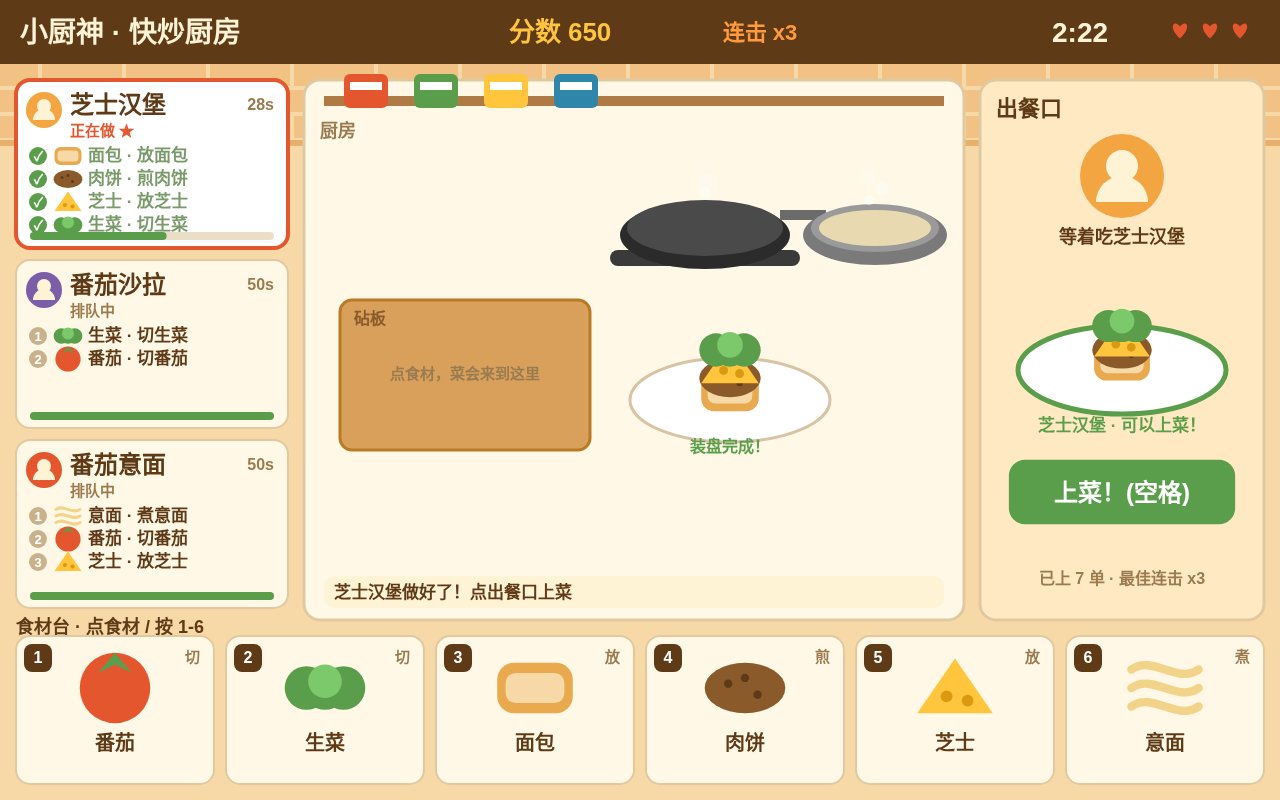 小厨神 · 快炒厨房
分数 650
连击 x3
2:22
芝士汉堡
28s
正在做 ★
面包 · 放面包
肉饼 · 煎肉饼
芝士 · 放芝士
生菜 · 切生菜
番茄沙拉
50s
排队中
1 生菜 · 切生菜
2 番茄 · 切番茄
番茄意面
50s
排队中
1 意面 · 煮意面
2 番茄 · 切番茄
3 芝士 · 放芝士
厨房
砧板
点食材，菜会来到这里
装盘完成！
芝士汉堡做好了！点出餐口上菜
出餐口
等着吃芝士汉堡
芝士汉堡 · 可以上菜！
上菜！(空格)
已上 7 单 · 最佳连击 x3
食材台 · 点食材 / 按 1-6
1 切
番茄
2 切
生菜
3 放
面包
4 煎
肉饼
5 放
芝士
6 煮
意面